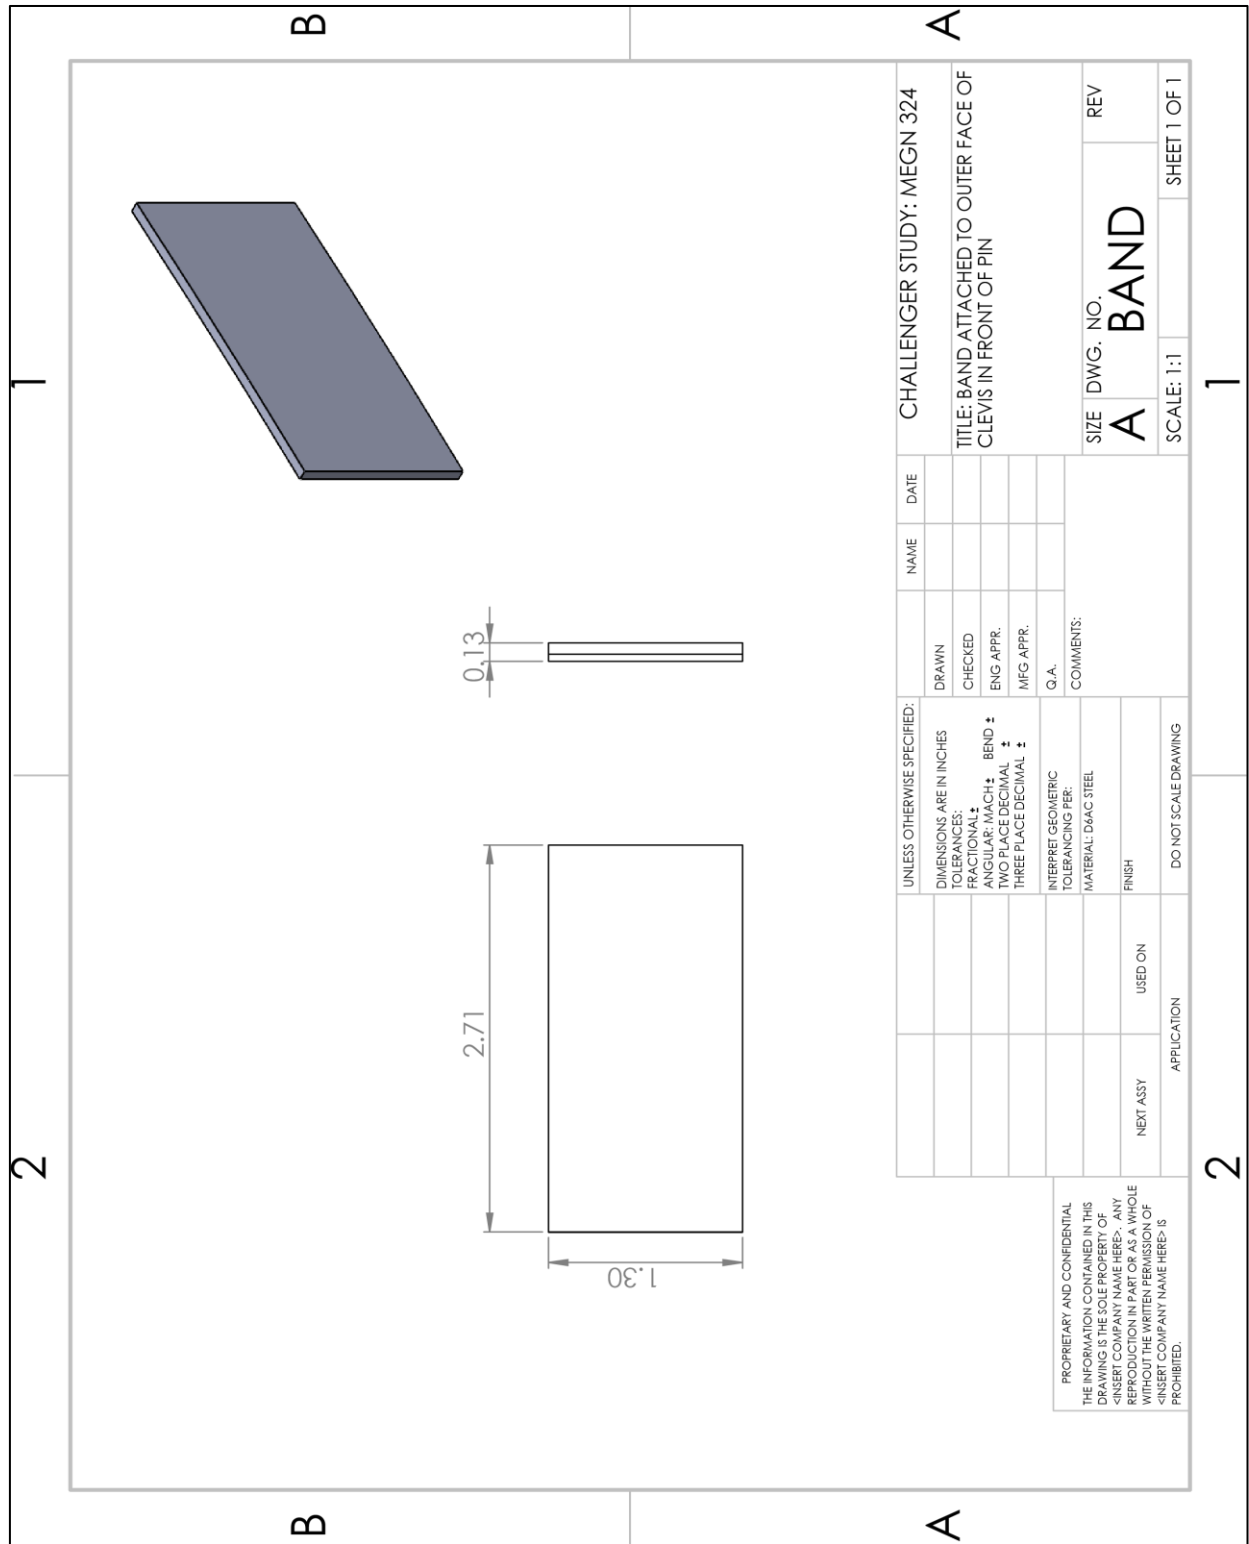 2
1
B
B
A
A
2.71
0.13
1.30
PROPRIETARY AND CONFIDENTIAL
THE INFORMATION CONTAINED IN THIS
DRAWING IS THE SOLE PROPERTY OF
<INSERT COMPANY NAME HERE>. ANY
REPRODUCTION IN PART OR AS A WHOLE
WITHOUT THE WRITTEN PERMISSION OF
<INSERT COMPANY NAME HERE> IS
PROHIBITED.
NEXT ASSY
USED ON
APPLICATION
UNLESS OTHERWISE SPECIFIED:
DIMENSIONS ARE IN INCHES
TOLERANCES:
FRACTIONAL ±
ANGULAR: MACH ± BEND ±
TWO PLACE DECIMAL ±
THREE PLACE DECIMAL ±
INTERPRET GEOMETRIC
TOLERANCING PER:
MATERIAL: D6AC STEEL
FINISH
DO NOT SCALE DRAWING
NAME
DATE
DRAWN
CHECKED
ENG APPR.
MFG APPR.
Q.A.
COMMENTS:
CHALLENGER STUDY: MEGN 324
TITLE: BAND ATTACHED TO OUTER FACE OF
CLEVIS IN FRONT OF PIN
SIZE
A
DWG. NO.
BAND
REV
SCALE: 1:1
SHEET 1 OF 1
2
1